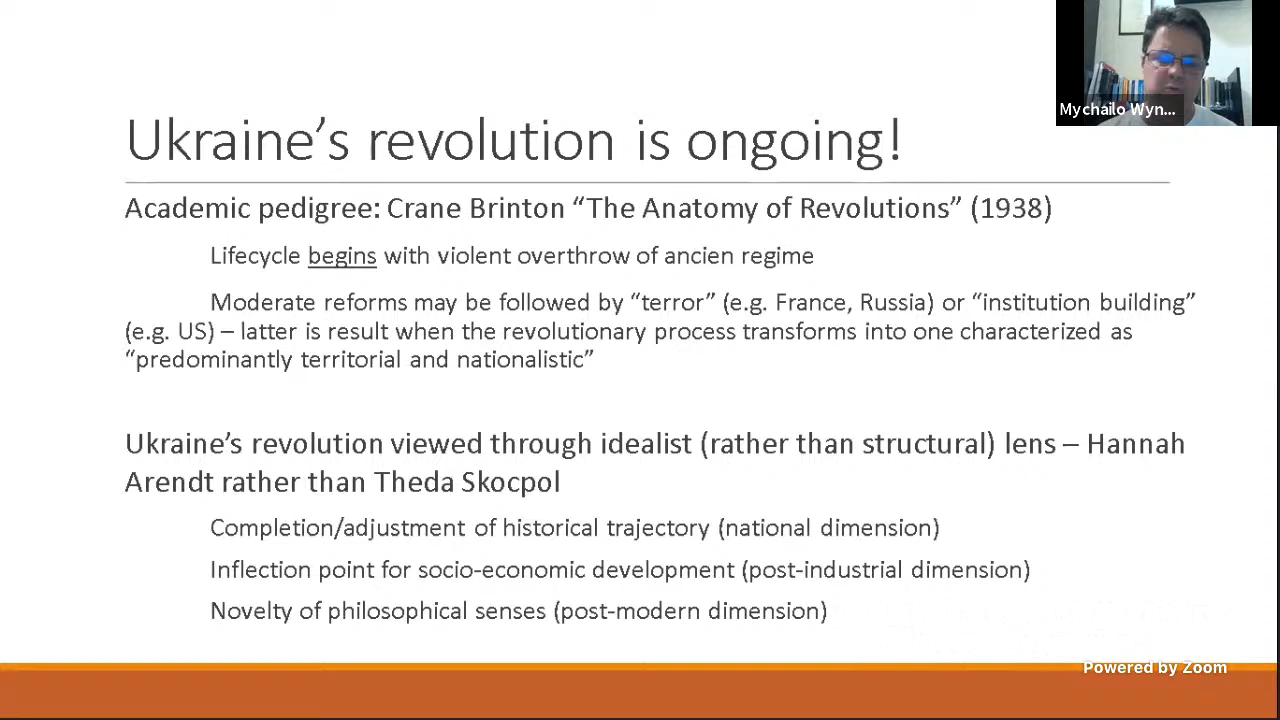 Mychailo Wyn...
Ukraine’s revolution is ongoing!
Academic pedigree: Crane Brinton “The Anatomy of Revolutions” (1938)
Lifecycle begins with violent overthrow of ancien regime
Moderate reforms may be followed by “terror” (e.g. France, Russia) or “institution building”
(e.g. US) – latter is result when the revolutionary process transforms into one characterized as
“predominantly territorial and nationalistic”
Ukraine’s revolution viewed through idealist (rather than structural) lens – Hannah
Arendt rather than Theda Skocpol
Completion/adjustment of historical trajectory (national dimension)
Inflection point for socio-economic development (post-industrial dimension)
Novelty of philosophical senses (post-modern dimension)
Powered by Zoom